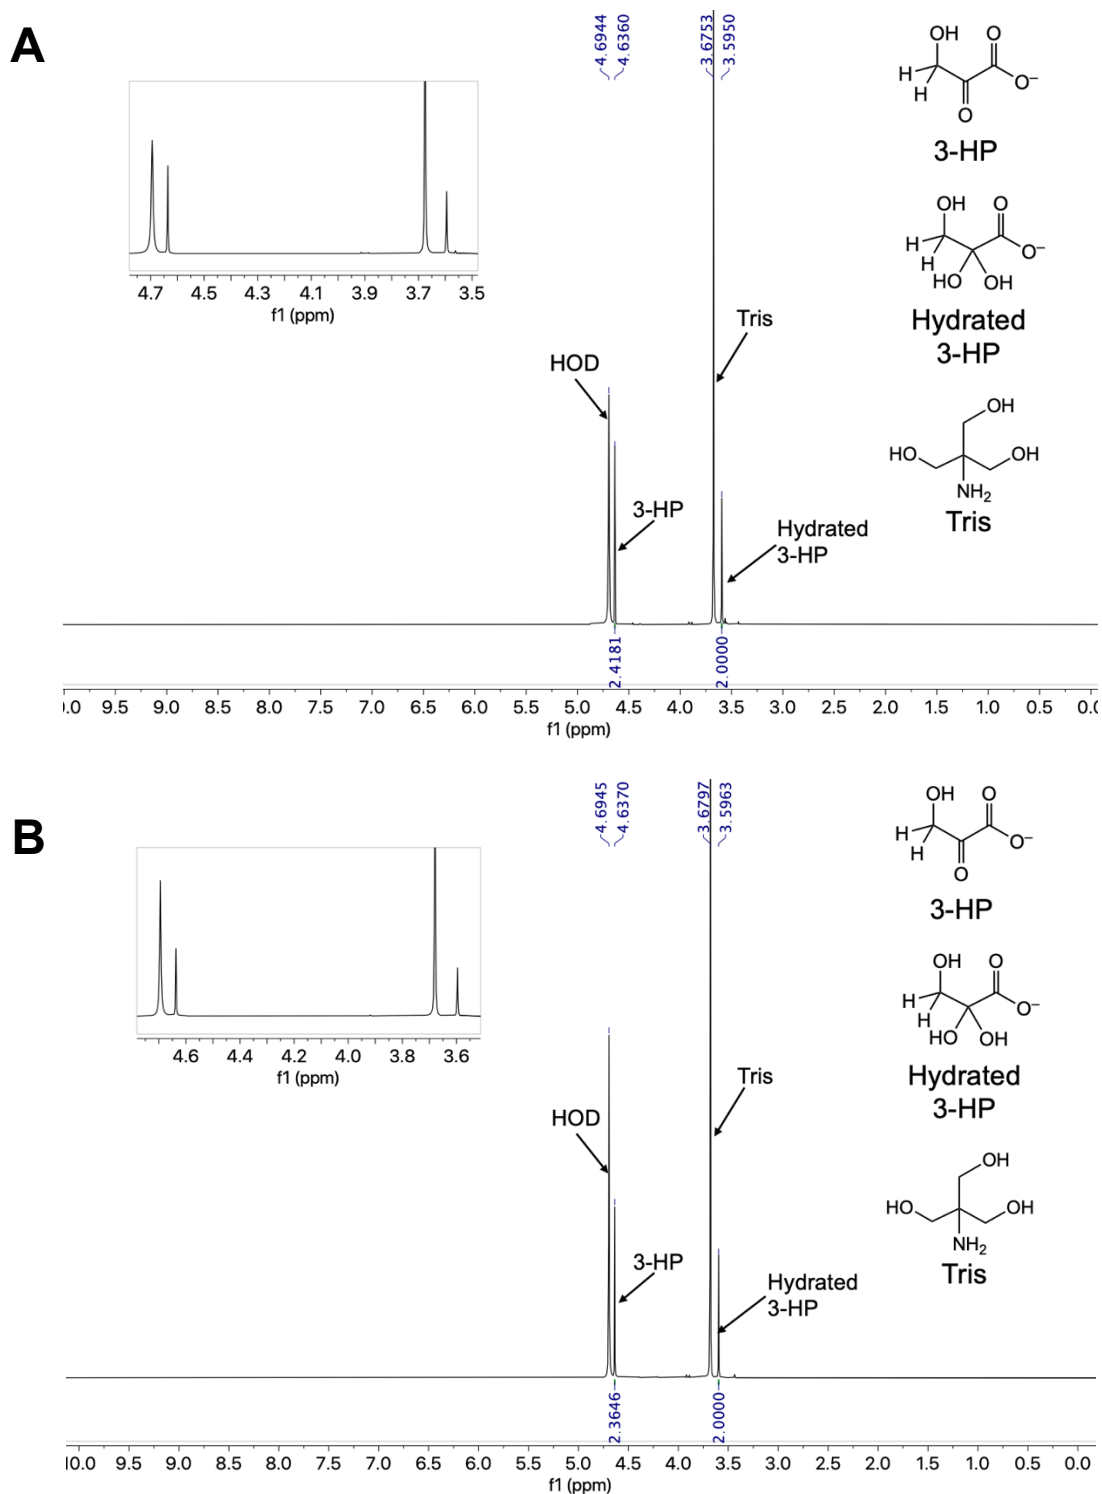 A
4.6944
4.6360
3.6753
3.5950
OH
O
H
H
O
O−
3-HP
4.7 4.5 4.3 4.1 3.9 3.7 3.5
f1 (ppm)
OH
O
H
H
O−
HO
OH
Hydrated
3-HP
Tris
HOD
OH
HO
OH
NH2
Tris
3-HP
Hydrated
3-HP
2.4181
2.0000
.0 9.5 9.0 8.5 8.0 7.5 7.0 6.5 6.0 5.5 5.0 4.5 4.0 3.5 3.0 2.5 2.0 1.5 1.0 0.5 0.0
f1 (ppm)
B
4.6945
4.6370
3.6797
3.5963
OH
O
H
H
O
O−
3-HP
4.6 4.4 4.2 4.0 3.8 3.6
f1 (ppm)
OH
O
H
H
O−
HO
OH
Hydrated
3-HP
Tris
HOD
OH
HO
OH
NH2
Tris
3-HP
Hydrated
3-HP
2.3646
2.0000
10.0 9.5 9.0 8.5 8.0 7.5 7.0 6.5 6.0 5.5 5.0 4.5 4.0 3.5 3.0 2.5 2.0 1.5 1.0 0.5 0.0
f1 (ppm)